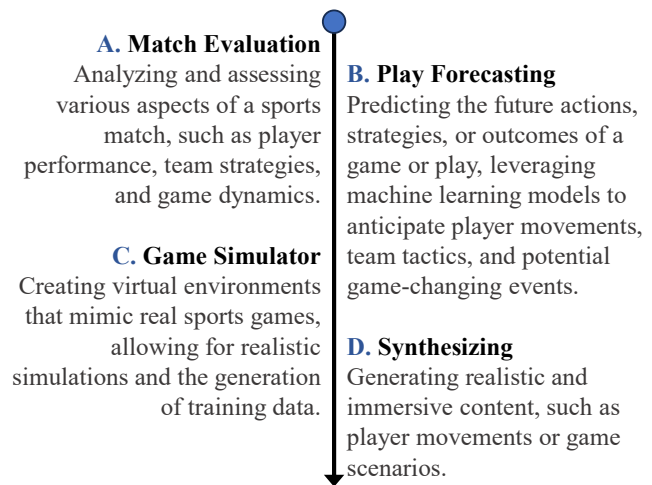 A. Match Evaluation
Analyzing and assessing
various aspects of a sports
match, such as player
performance, team strategies,
and game dynamics.
B. Play Forecasting
Predicting the future actions,
strategies, or outcomes of a
game or play, leveraging
machine learning models to
anticipate player movements,
team tactics, and potential
game-changing events.
C. Game Simulator
Creating virtual environments
that mimic real sports games,
allowing for realistic
simulations and the generation
of training data.
D. Synthesizing
Generating realistic and
immersive content, such as
player movements or game
scenarios.